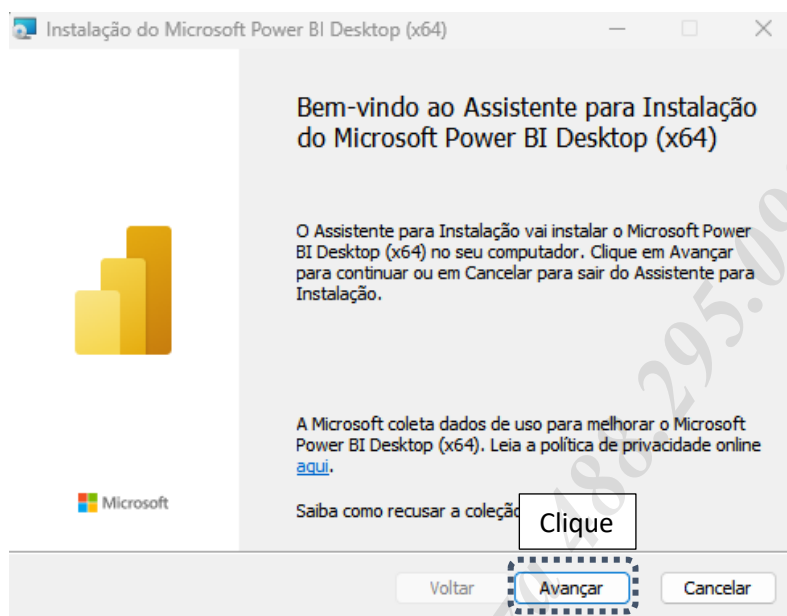 Instalação do Microsoft Power BI Desktop (x64)
Bem-vindo ao Assistente para Instalação
do Microsoft Power BI Desktop (x64)
O Assistente para Instalação vai instalar o Microsoft Power
BI Desktop (x64) no seu computador. Clique em Avançar
para continuar ou em Cancelar para sair do Assistente para
Instalação.
A Microsoft coleta dados de uso para melhorar o Microsoft
Power BI Desktop (x64). Leia a política de privacidade online
aqui.
Microsoft
Saiba como recusar a coleção
Clique
Voltar
Avançar
Cancelar